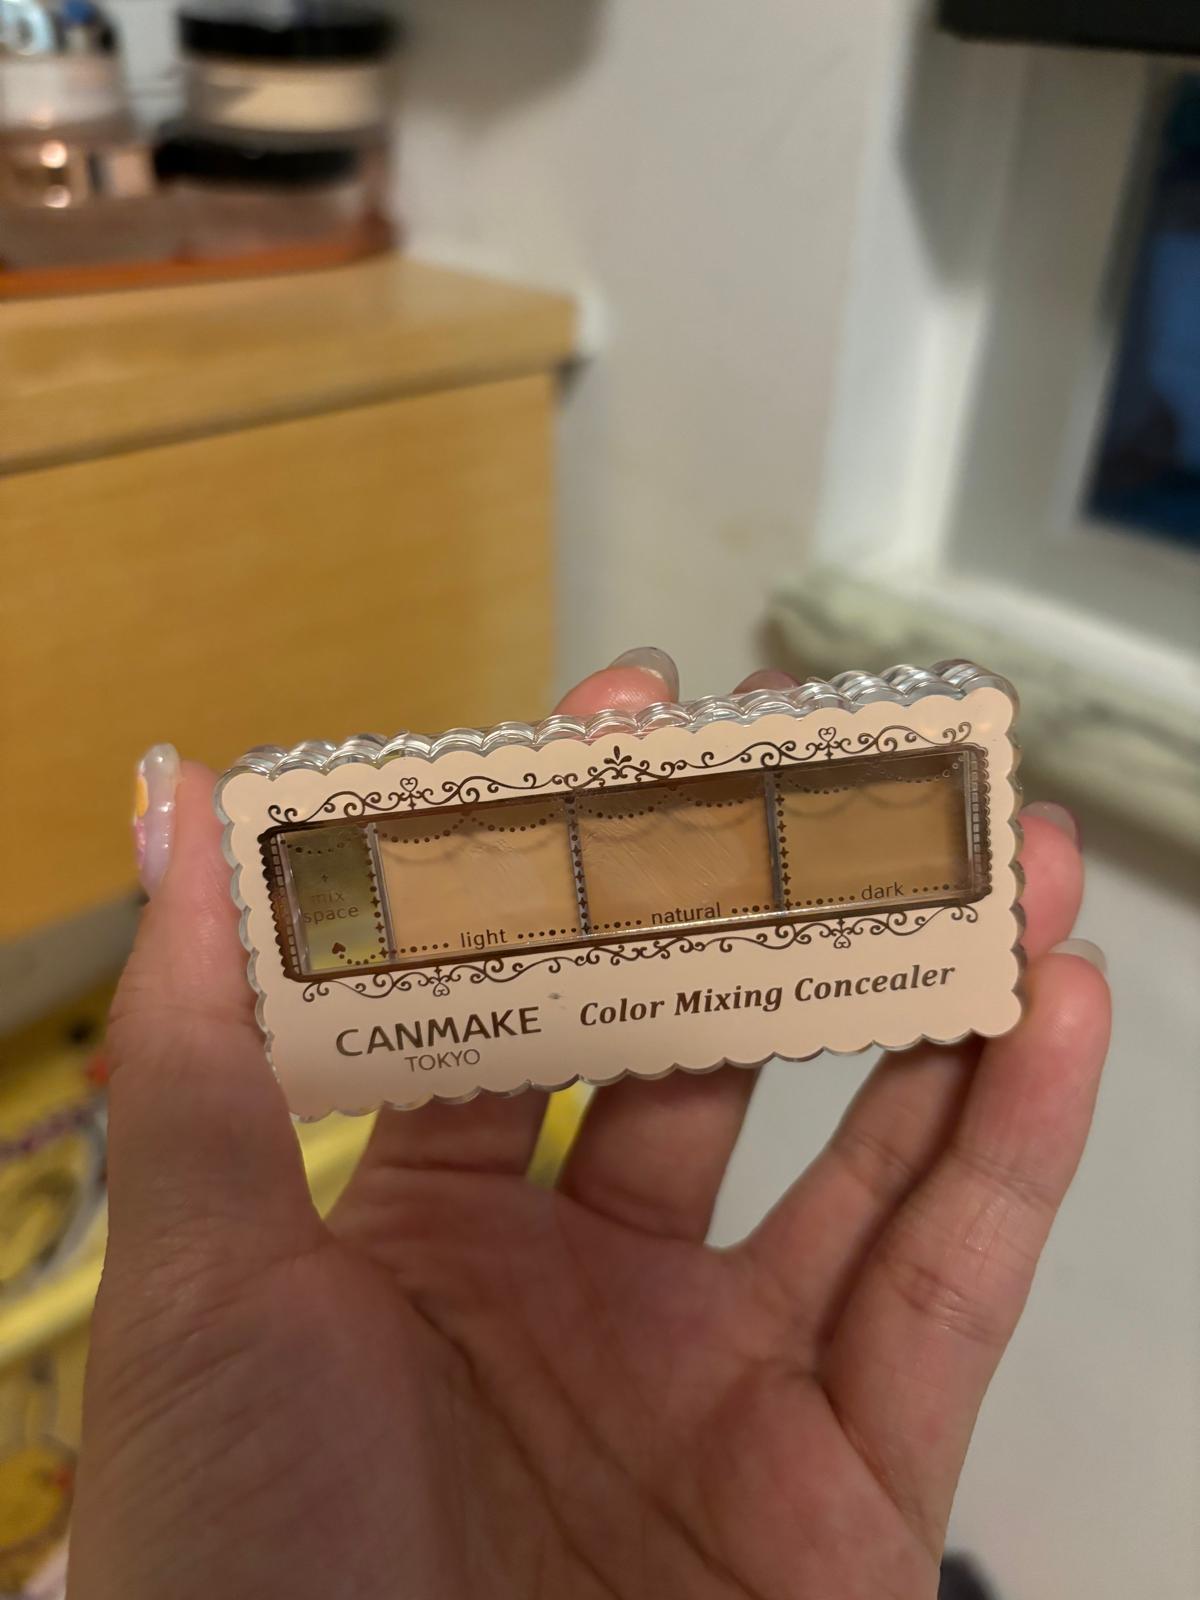 mix
space
light
natural
dark
CANMAKE
TOKYO
Color Mixing Concealer